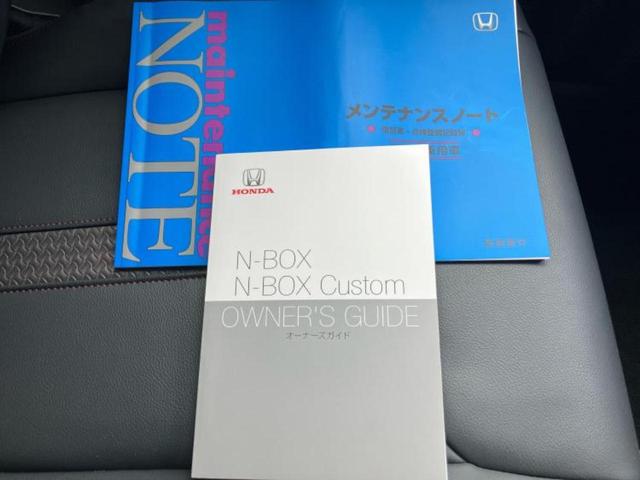 maintenance
NOTE
メンテナンスノート
HONDA
N-BOX
N-BOX Custom
OWNER'S GUIDE
オーナーズガイド